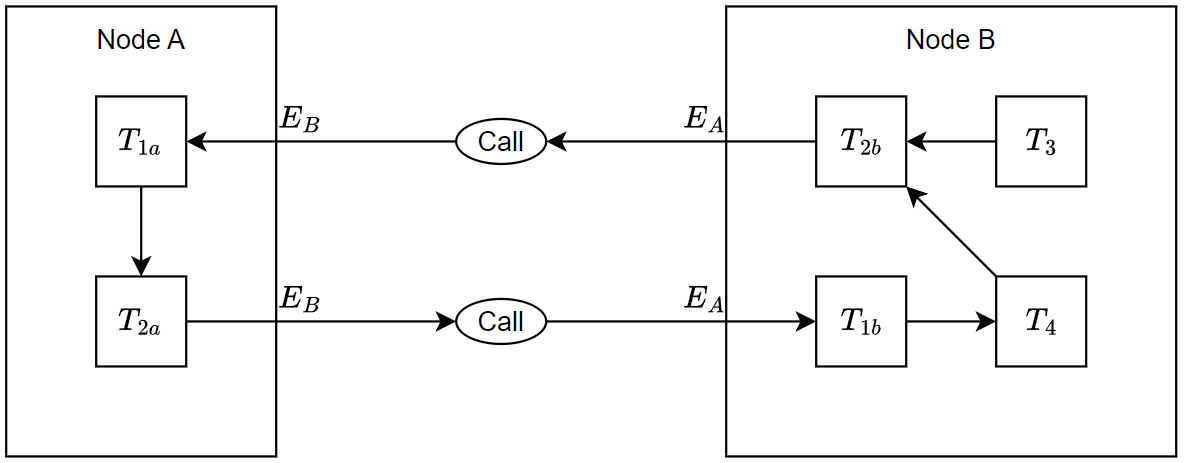 Node A
Node B
E_B
E_A
T_{1a}
Call
T_{2b}
T_3
E_B
E_A
T_{2a}
Call
T_{1b}
T_4